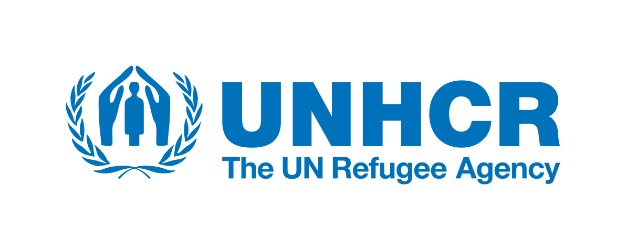 UNHCR
The UN Refugee Agency